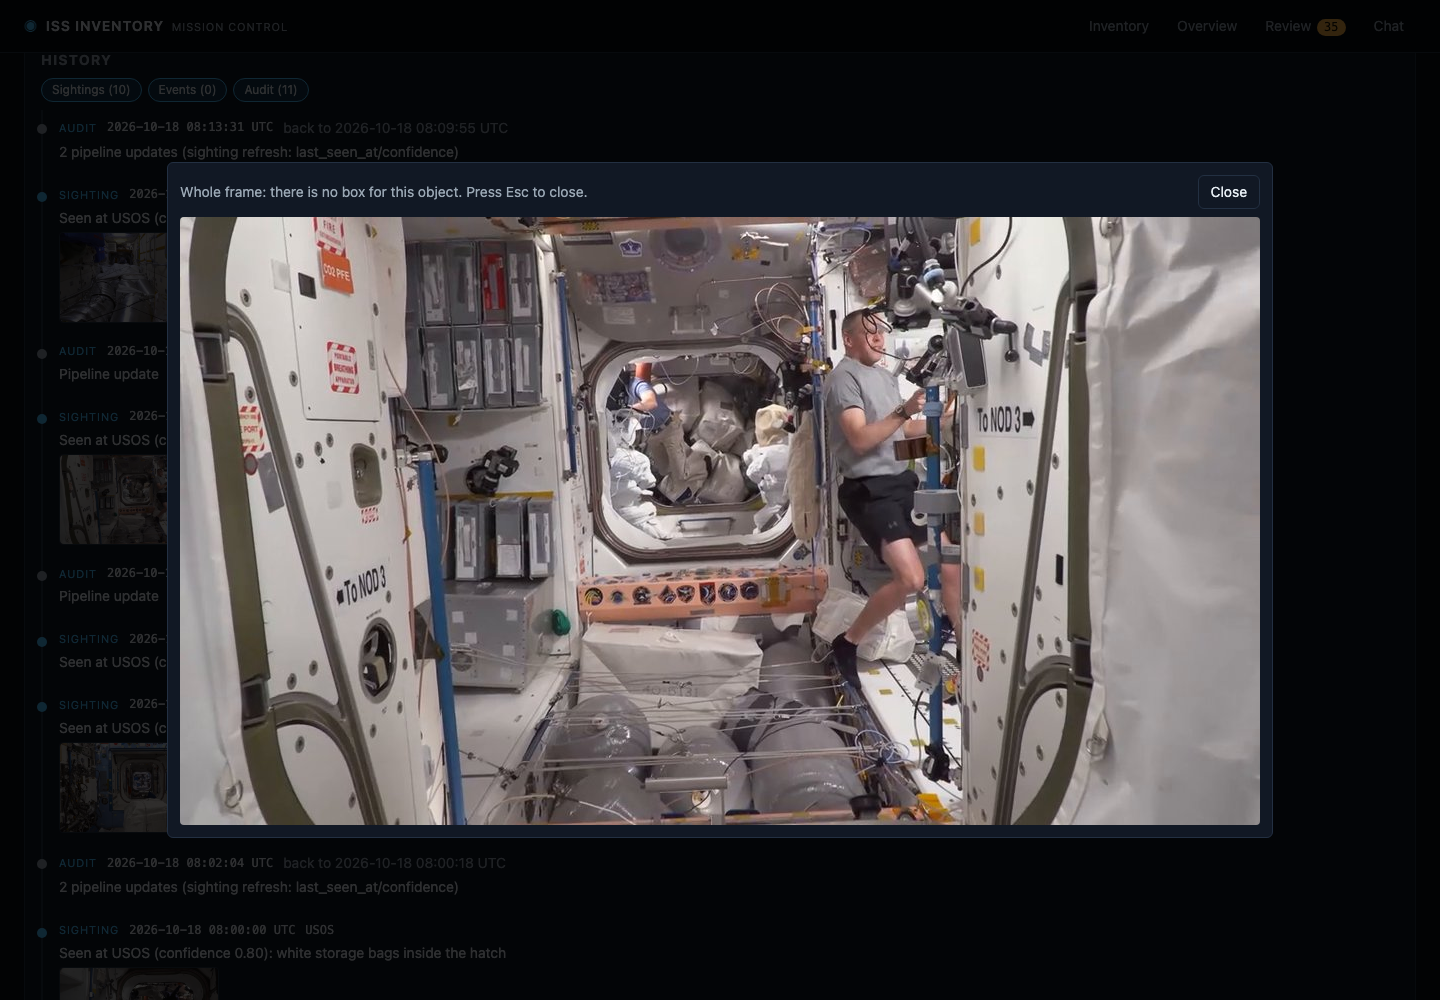 ISS INVENTORY MISSION CONTROL
Inventory
Overview
Review 35
Chat
HISTORY
Sightings (10)
Events (0)
Audit (11)
AUDIT 2026-10-18 08:13:31 UTC back to 2026-10-18 08:09:55 UTC
2 pipeline updates (sighting refresh: last_seen_at/confidence)
SIGHTING 2026-
Seen at USOS (c
Whole frame: there is no box for this object. Press Esc to close.
Close
FIRE
CO2 PFE
PORTABLE
BREATHING
APPARATUS
PORT
To NOD 3
To NOD 3
AUDIT 2026-10-
Pipeline update
SIGHTING 2026-
Seen at USOS (c
AUDIT 2026-10-
Pipeline update
SIGHTING 2026-
Seen at USOS (c
SIGHTING 2026-
Seen at USOS (c
AUDIT 2026-10-18 08:02:04 UTC back to 2026-10-18 08:00:18 UTC
2 pipeline updates (sighting refresh: last_seen_at/confidence)
SIGHTING 2026-10-18 08:00:00 UTC USOS
Seen at USOS (confidence 0.80): white storage bags inside the hatch